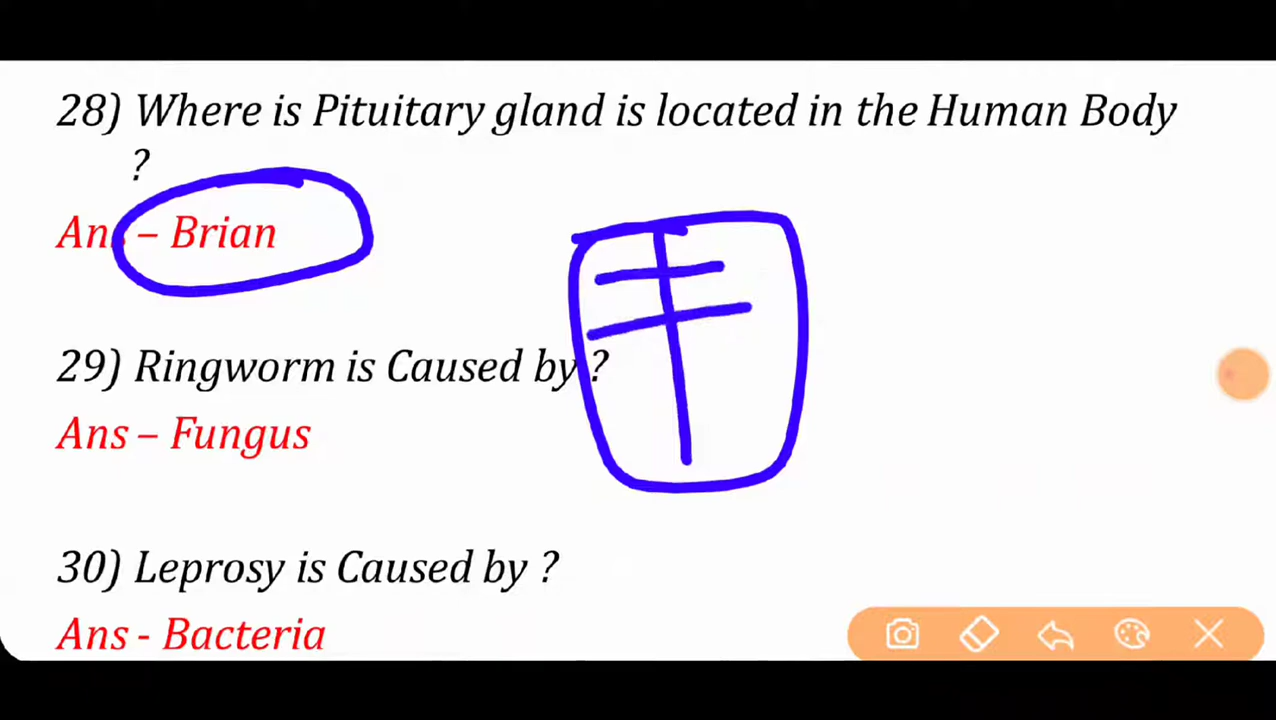 28) Where is Pituitary gland is located in the Human Body
?
Ans – Brian
29) Ringworm is Caused by ?
Ans – Fungus
30) Leprosy is Caused by ?
Ans - Bacteria